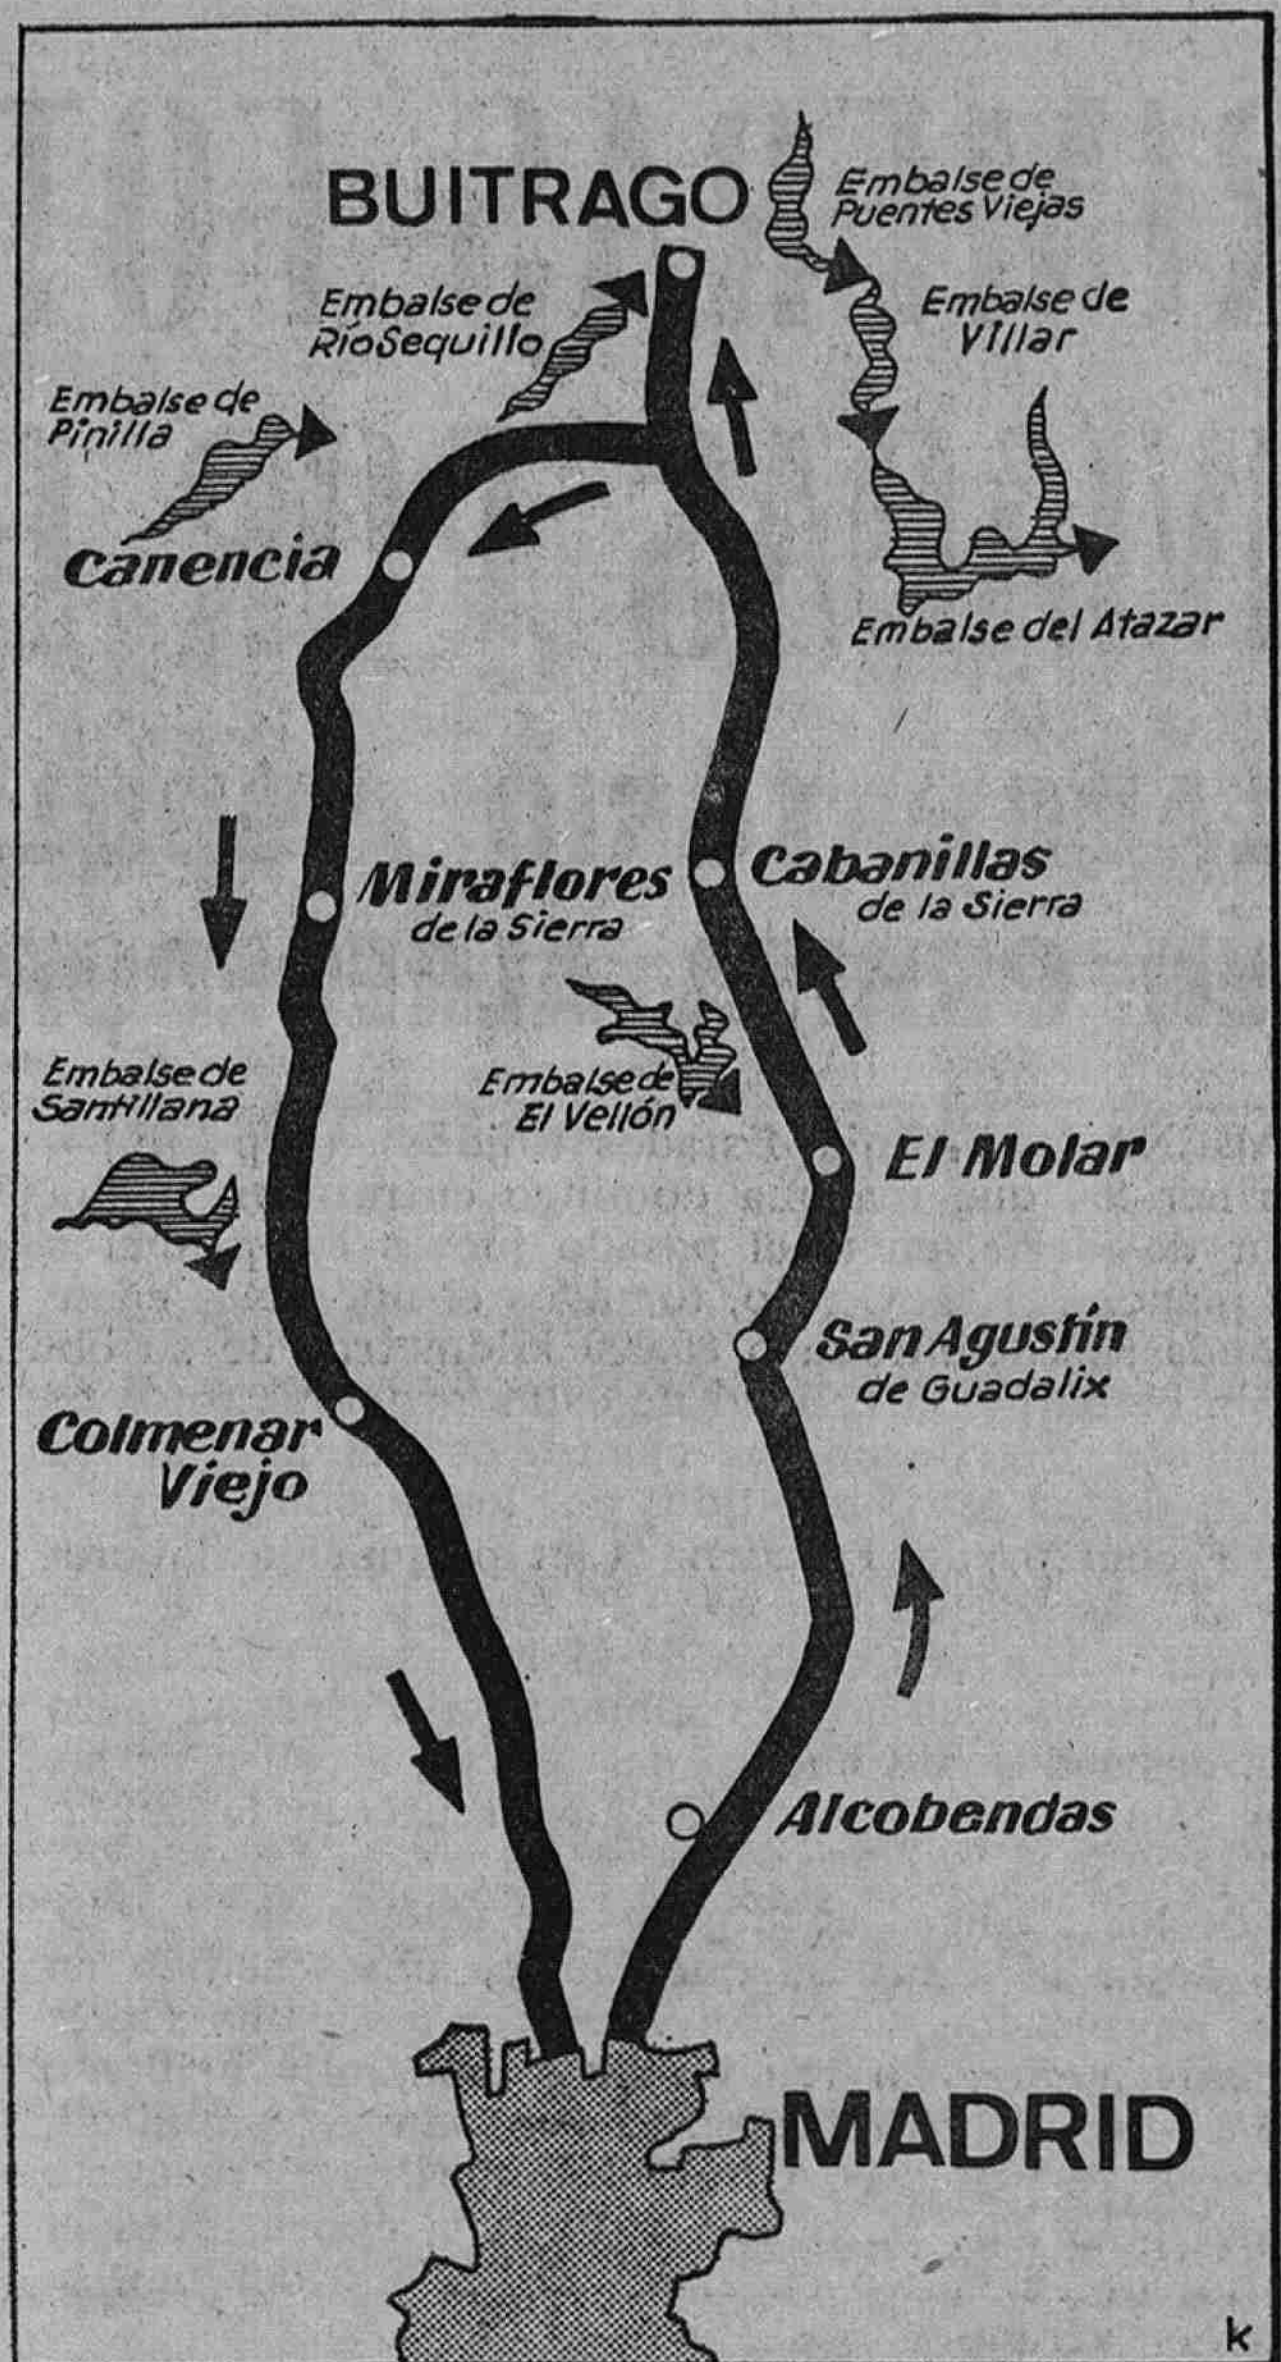 BUITRAGO
Embalse de
Puentes Viejas
Embalse de
RíoSequillo
Embalse de
Villar
Embalse de
Pinilla
Canencia
Embalse del Atazar
Miraflores
de la Sierra
Cabanillas
de la Sierra
Embalse de
Santillana
Embalse de
El Vellón
El Molar
San Agustín
de Guadalix
Colmenar
Viejo
Alcobendas
MADRID
k